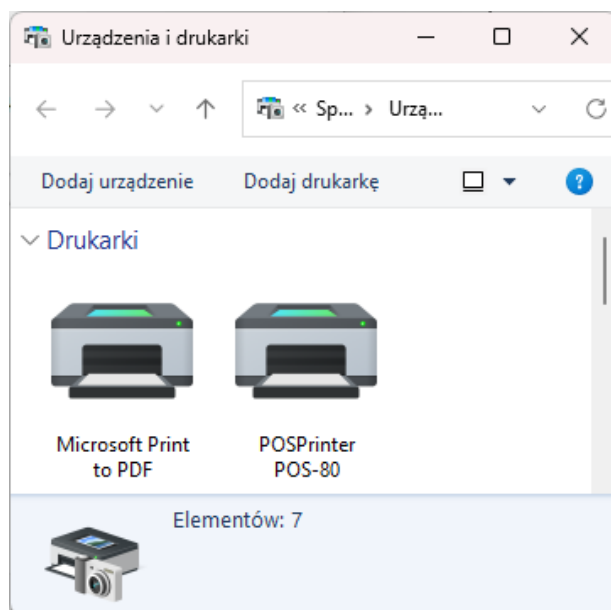 Urządzenia i drukarki
« Sp... › Urzą...
Dodaj urządzenie Dodaj drukarkę ?
Drukarki
Microsoft Print
to PDF
POSPrinter
POS-80
Elementów: 7